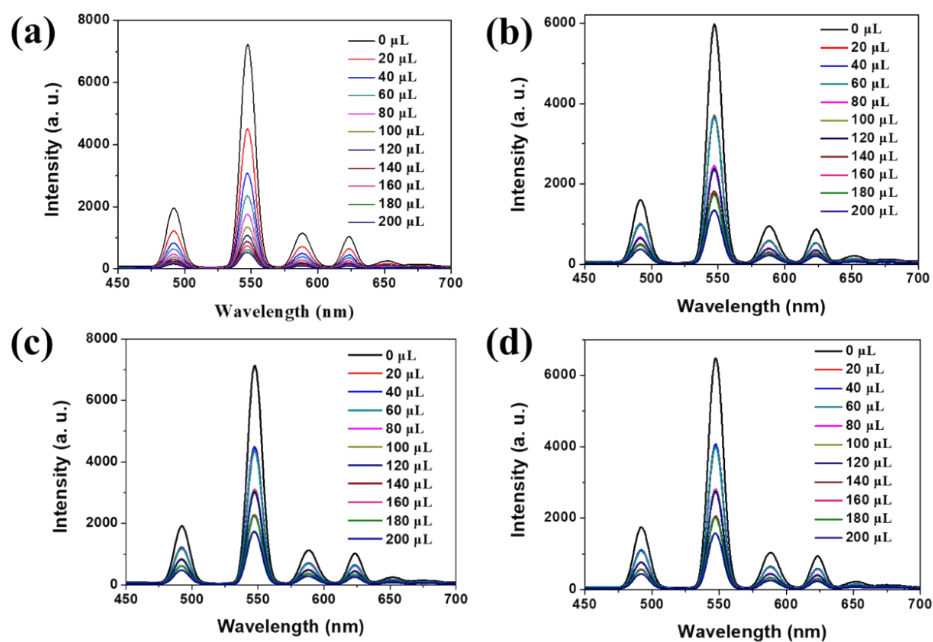 (a)
8000
6000
4000
2000
0
Intensity (a. u.)
0 µL
20 µL
40 µL
60 µL
80 µL
100 µL
120 µL
140 µL
160 µL
180 µL
200 µL
450 500 550 600 650 700
Wavelength (nm)
(b)
6000
4000
2000
0
Intensity (a. u.)
0 µL
20 µL
40 µL
60 µL
80 µL
100 µL
120 µL
140 µL
160 µL
180 µL
200 µL
450 500 550 600 650 700
Wavelength (nm)
(c)
8000
6000
4000
2000
0
Intensity (a. u.)
0 µL
20 µL
40 µL
60 µL
80 µL
100 µL
120 µL
140 µL
160 µL
180 µL
200 µL
450 500 550 600 650 700
Wavelength (nm)
(d)
6000
4000
2000
0
Intensity (a. u.)
0 µL
20 µL
40 µL
60 µL
80 µL
100 µL
120 µL
140 µL
160 µL
180 µL
200 µL
450 500 550 600 650 700
Wavelength (nm)